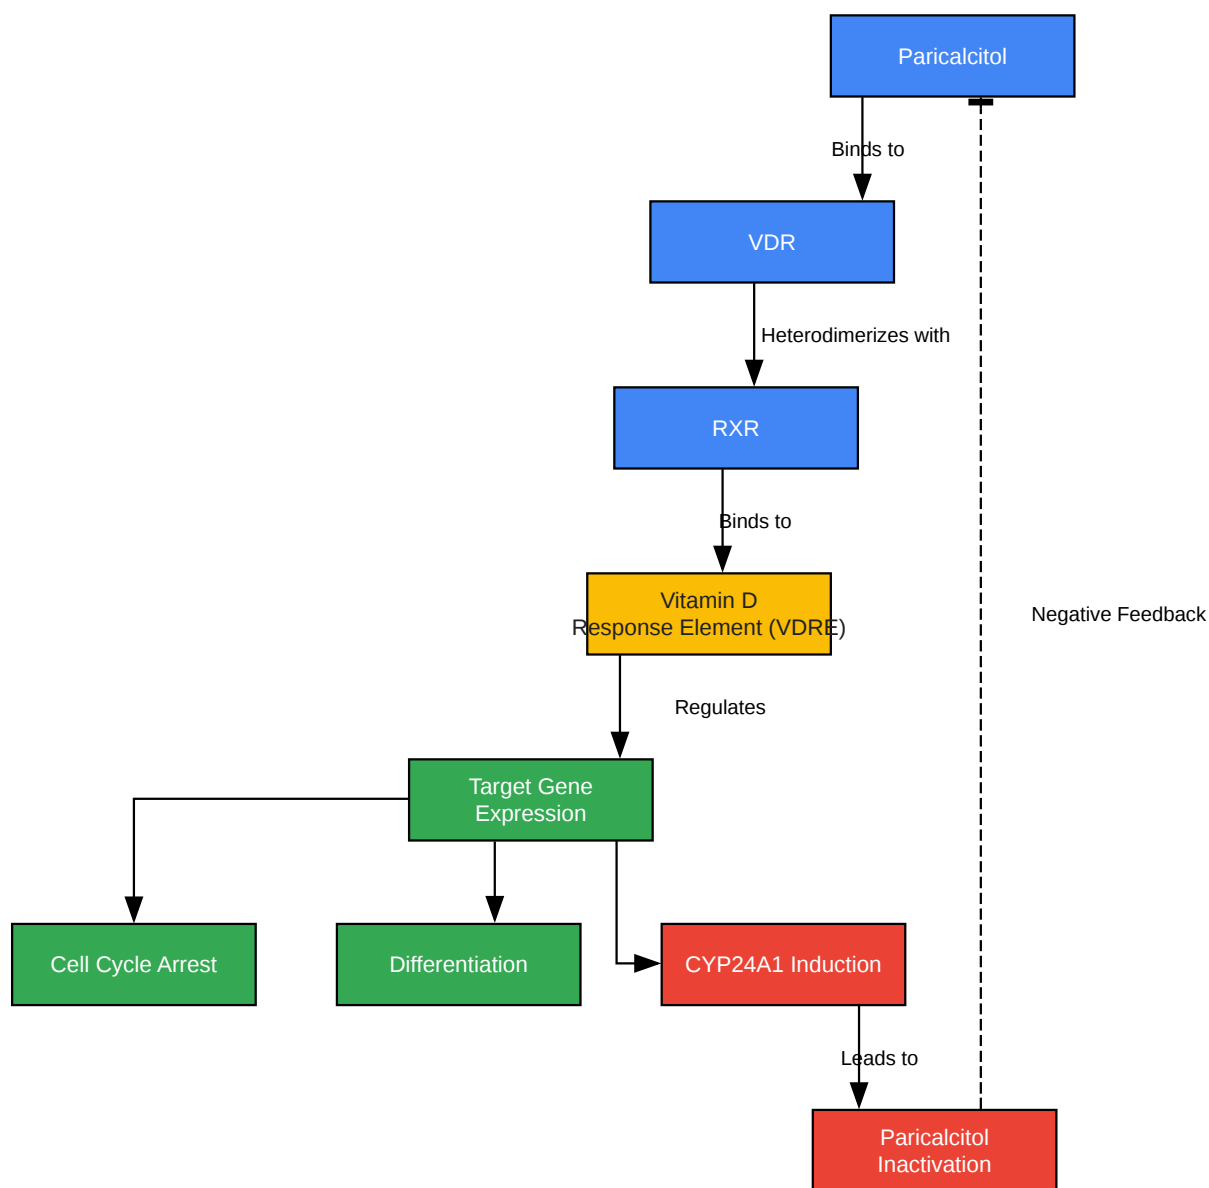 Paricalcitol
Binds to
VDR
Heterodimerizes with
RXR
Binds to
Vitamin D
Response Element (VDRE)
Negative Feedback
Regulates
Target Gene
Expression
Cell Cycle Arrest
Differentiation
CYP24A1 Induction
Leads to
Paricalcitol
Inactivation